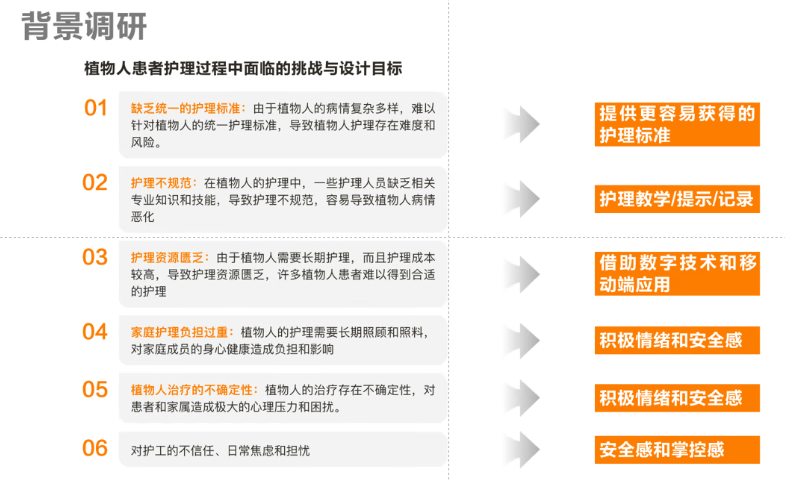 背景调研
植物人患者护理过程中面临的挑战与设计目标
01
缺乏统一的护理标准：由于植物人的病情复杂多样，难以
针对植物人的统一护理标准，导致植物人护理存在难度和
风险。
提供更容易获得的
护理标准
02
护理不规范：在植物人的护理中，一些护理人员缺乏相关
专业知识和技能，导致护理不规范，容易导致植物人病情
恶化
护理教学/提示/记录
03
护理资源匮乏：由于植物人需要长期护理，而且护理成本
较高，导致护理资源匮乏，许多植物人患者难以得到合适
的护理
借助数字技术和移
动端应用
04
家庭护理负担过重：植物人的护理需要长期照顾和照料，
对家庭成员的身心健康造成负担和影响
积极情绪和安全感
05
植物人治疗的不确定性：植物人的治疗存在不确定性，对
患者和家属造成极大的心理压力和困扰。
积极情绪和安全感
06
对护工的不信任、日常焦虑和担忧
安全感和掌控感